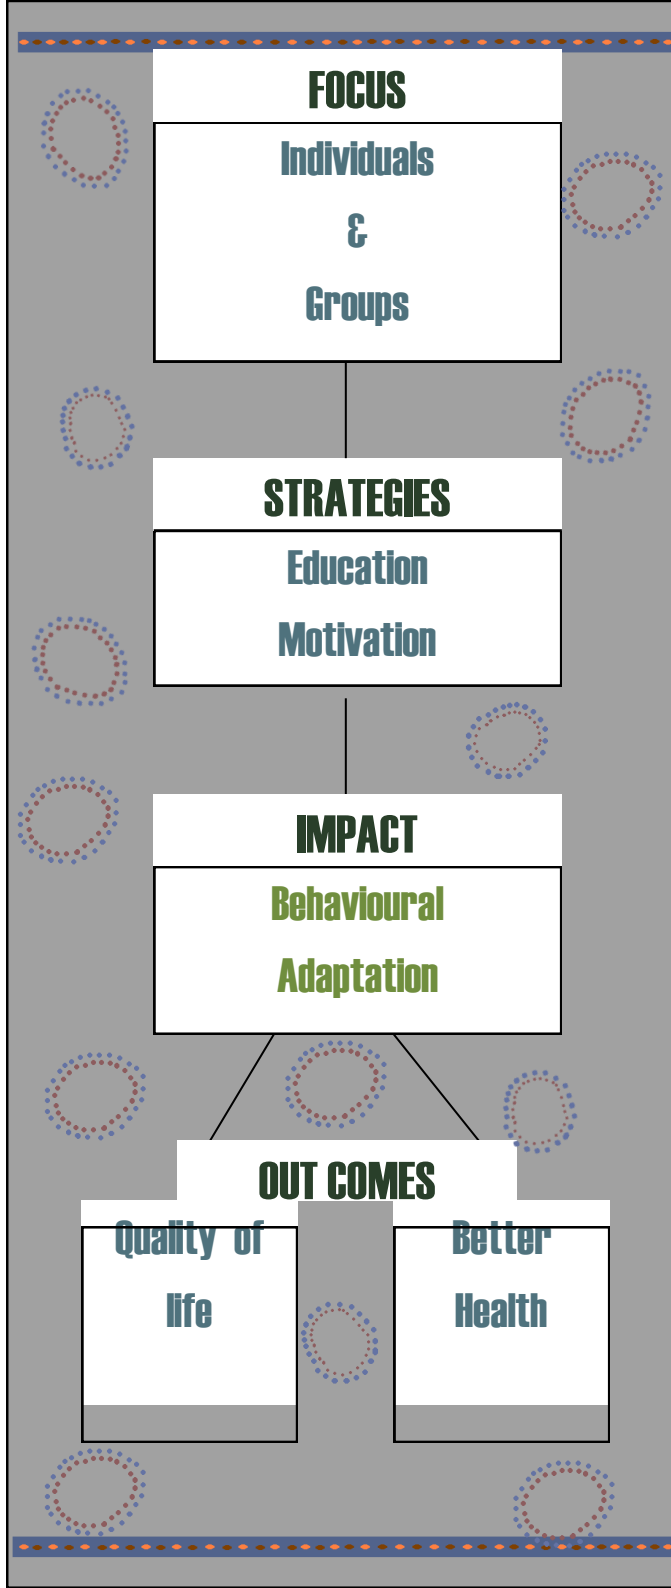 FOCUS
Individuals
&
Groups
STRATEGIES
Education
Motivation
IMPACT
Behavioural
Adaptation
OUT COMES
Quality of
life
Better
Health